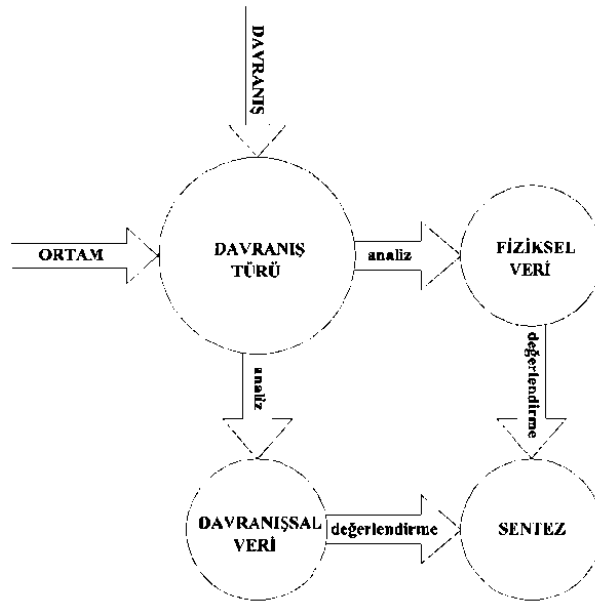 DAVRANIŞ
ORTAM
DAVRANIŞ
TÜRÜ
analiz
FİZİKSEL
VERİ
analiz
değerlendirme
DAVRANIŞSAL
VERİ
değerlendirme
SENTEZ